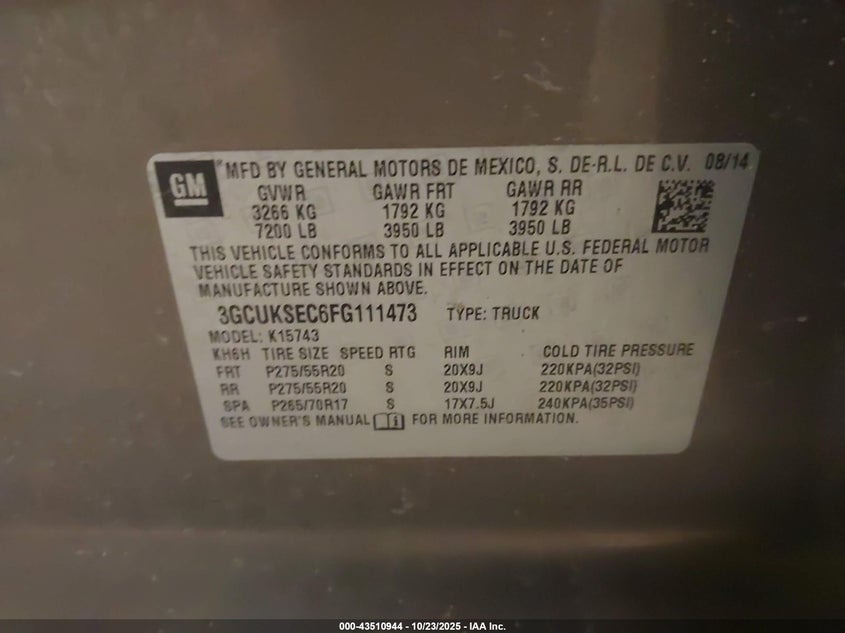 GM
MFD BY GENERAL MOTORS DE MEXICO, S. DE.R.L. DE C.V. 08/14
GVWR GAWR FRT GAWR RR
3266 KG 1792 KG 1792 KG
7200 LB 3950 LB 3950 LB
THIS VEHICLE CONFORMS TO ALL APPLICABLE U.S. FEDERAL MOTOR
VEHICLE SAFETY STANDARDS IN EFFECT ON THE DATE OF
MANUFACTURE SHOWN ABOVE.
3GCUKSEC6FG111473 TYPE: TRUCK
MODEL: K15743
KH6H TIRE SIZE SPEED RTG RIM COLD TIRE PRESSURE
FRT P275/55R20 S 20X9J 220KPA(32PSI)
RR P275/55R20 S 20X9J 220KPA(32PSI)
SPA P265/70R17 S 17X7.5J 240KPA(35PSI)
SEE OWNER'S MANUAL i FOR MORE INFORMATION.
000-43510944 - 10/23/2025 - IAA Inc.